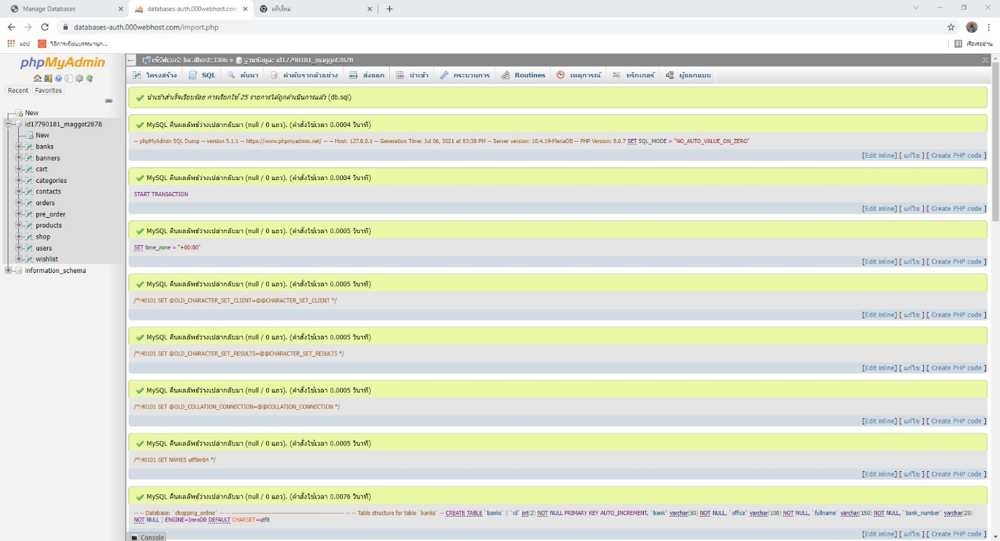 Manage Databases
databases-auth.000webhost.com
แท็บใหม่
databases-auth.000webhost.com/import.php
แอป
วิธีการเขียนบรรณานุก...
เรื่องรออ่าน
phpMyAdmin
Recent Favorites
New
id17790181_maggot2878
New
banks
banners
cart
categories
contacts
orders
pre_order
products
shop
users
wishlist
information_schema
เซิร์ฟเวอร์: localhost:3306 » ฐานข้อมูล: id17790181_maggot2878
โครงสร้าง SQL ค้นหา คำค้นจากตัวอย่าง ส่งออก นำเข้า กระบวนการ Routines เหตุการณ์ ทริกเกอร์ ผู้ออกแบบ
นำเข้าสำเร็จเรียบร้อย การเรียกใช้ 25 รายการได้ถูกดำเนินการแล้ว (db.sql)
MySQL คืนผลลัพธ์ว่างเปล่ากลับมา (null / 0 แถว). (คำสั่งใช้เวลา 0.0004 วินาที)
-- phpMyAdmin SQL Dump -- version 5.1.1 -- https://www.phpmyadmin.net/ -- -- Host: 127.0.0.1 -- Generation Time: Jul 06, 2021 at 03:38 PM -- Server version: 10.4.19-MariaDB -- PHP Version: 8.0.7 SET SQL_MODE = "NO_AUTO_VALUE_ON_ZERO"
[Edit inline] [ แก้ไข ] [ Create PHP code ]
MySQL คืนผลลัพธ์ว่างเปล่ากลับมา (null / 0 แถว). (คำสั่งใช้เวลา 0.0004 วินาที)
START TRANSACTION
[Edit inline] [ แก้ไข ] [ Create PHP code ]
MySQL คืนผลลัพธ์ว่างเปล่ากลับมา (null / 0 แถว). (คำสั่งใช้เวลา 0.0005 วินาที)
SET time_zone = "+00:00"
[Edit inline] [ แก้ไข ] [ Create PHP code ]
MySQL คืนผลลัพธ์ว่างเปล่ากลับมา (null / 0 แถว). (คำสั่งใช้เวลา 0.0005 วินาที)
/*!40101 SET @OLD_CHARACTER_SET_CLIENT=@@CHARACTER_SET_CLIENT */
[Edit inline] [ แก้ไข ] [ Create PHP code ]
MySQL คืนผลลัพธ์ว่างเปล่ากลับมา (null / 0 แถว). (คำสั่งใช้เวลา 0.0005 วินาที)
/*!40101 SET @OLD_CHARACTER_SET_RESULTS=@@CHARACTER_SET_RESULTS */
[Edit inline] [ แก้ไข ] [ Create PHP code ]
MySQL คืนผลลัพธ์ว่างเปล่ากลับมา (null / 0 แถว). (คำสั่งใช้เวลา 0.0005 วินาที)
/*!40101 SET @OLD_COLLATION_CONNECTION=@@COLLATION_CONNECTION */
[Edit inline] [ แก้ไข ] [ Create PHP code ]
MySQL คืนผลลัพธ์ว่างเปล่ากลับมา (null / 0 แถว). (คำสั่งใช้เวลา 0.0005 วินาที)
/*!40101 SET NAMES utf8mb4 */
[Edit inline] [ แก้ไข ] [ Create PHP code ]
MySQL คืนผลลัพธ์ว่างเปล่ากลับมา (null / 0 แถว). (คำสั่งใช้เวลา 0.0076 วินาที)
-- -- Database: `shopping_online` -- -- -------------------------------------------------------- -- -- Table structure for table `banks` -- CREATE TABLE `banks` ( `id` int(2) NOT NULL PRIMARY KEY AUTO_INCREMENT, `bank` varchar(50) NOT NULL, `office` varchar(100) NOT NULL, `fullname` varchar(150) NOT NULL, `bank_number` varchar(20)
NOT NULL ) ENGINE=InnoDB DEFAULT CHARSET=utf8
[Edit inline] [ แก้ไข ] [ Create PHP code ]
Console